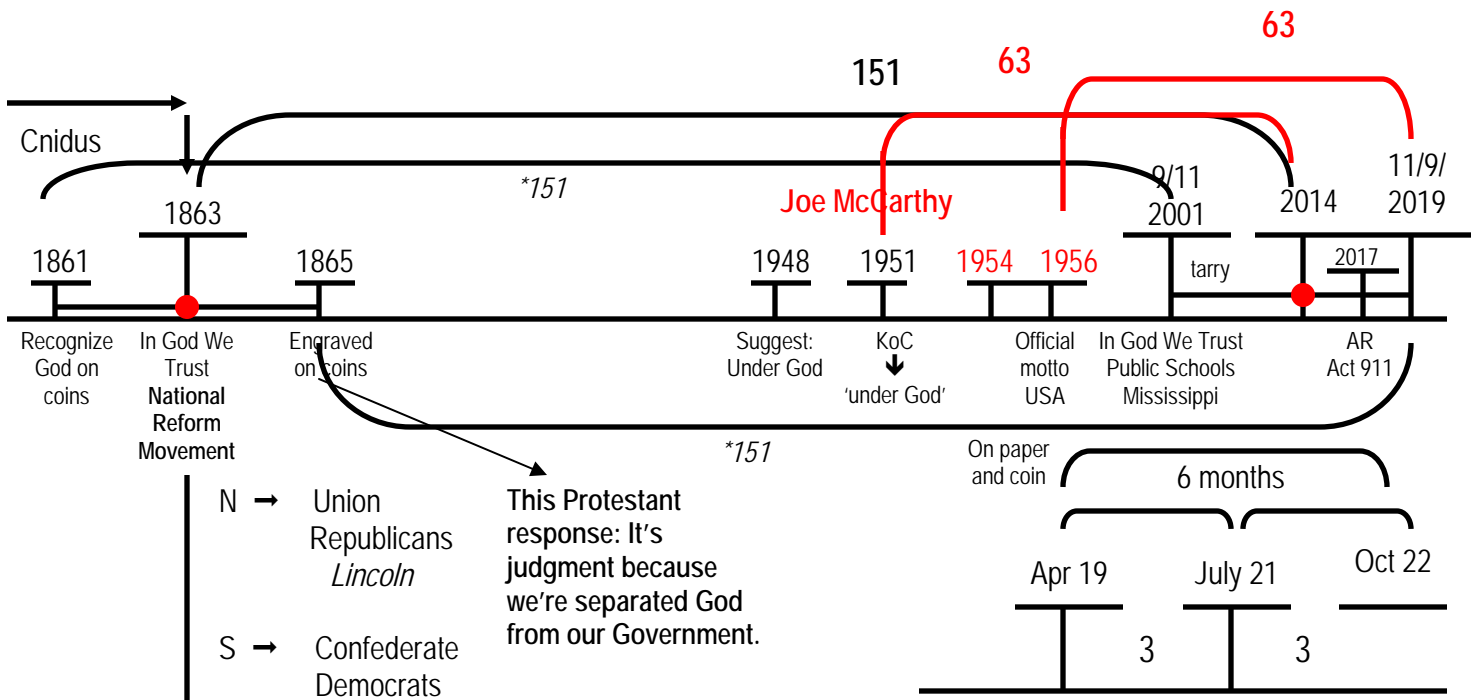 63
63
151
Cnidus
*151
9/11
11/9/
Joe McCarthy
1863
2001
2014
2019
1861
1865
1948
1951
1954
1956
tarry
2017
Recognize
God on
coins
In God We
Trust
National
Reform
Movement
Engraved
on coins
Suggest:
Under God
KoC
'under God'
Official
motto
USA
In God We Trust
Public Schools
Mississippi
AR
Act 911
*151
On paper
and coin
6 months
N → Union
Republicans
Lincoln
This Protestant
response: It's
judgment because
we're separated God
from our Government.
Apr 19
July 21
Oct 22
S → Confederate
Democrats
3
3